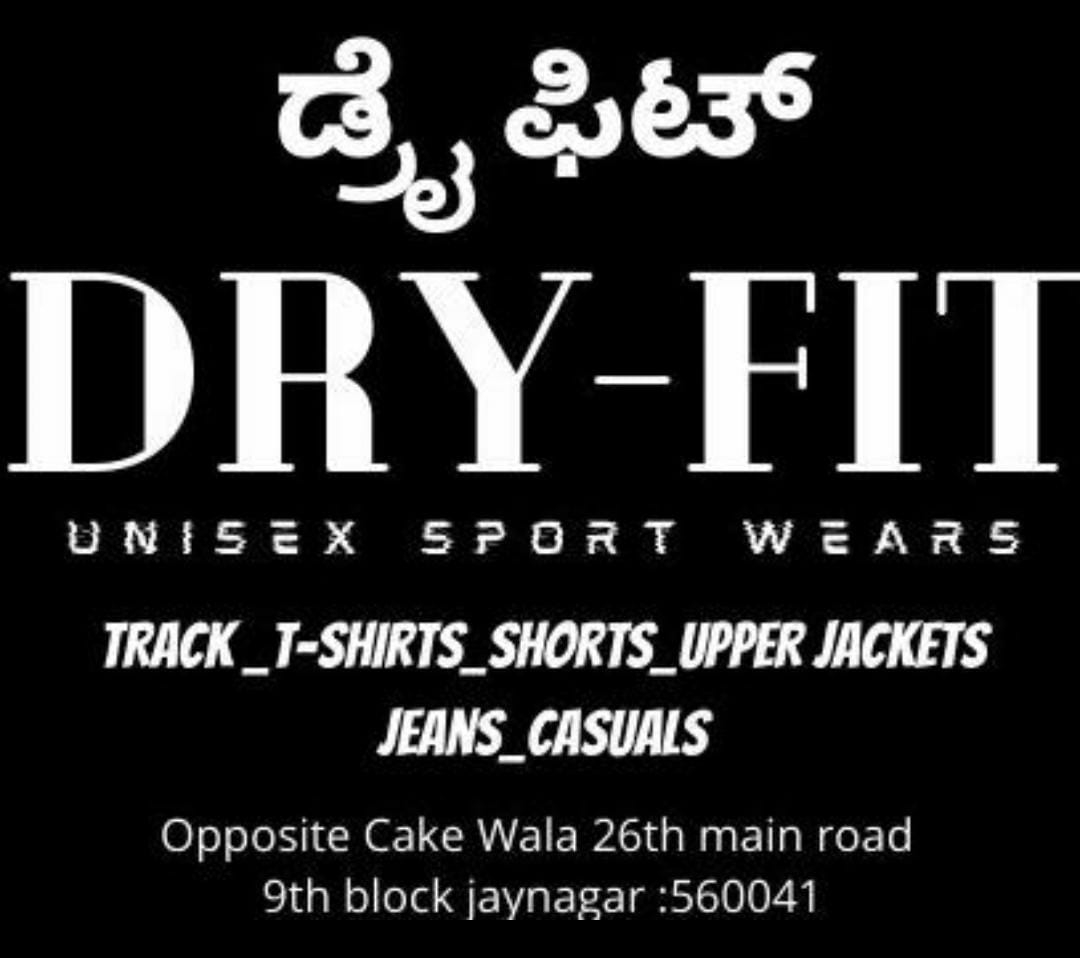 ಡ್ರೈ ಫಿಟ್
DRY-FIT
UNISEX SPORT WEARS
TRACK_T-SHIRTS_SHORTS_UPPER JACKETS
JEANS_CASUALS
Opposite Cake Wala 26th main road
9th block jaynagar :560041